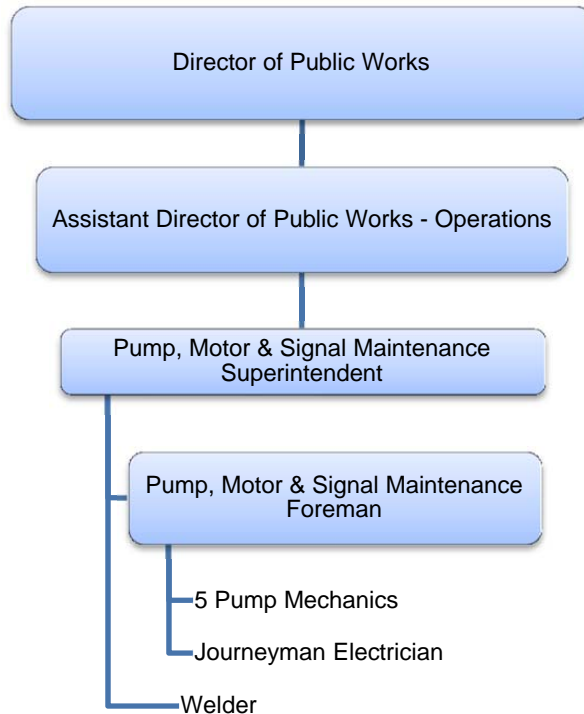 Director of Public Works
Assistant Director of Public Works - Operations
Pump, Motor & Signal Maintenance
Superintendent
Pump, Motor & Signal Maintenance
Foreman
5 Pump Mechanics
Journeyman Electrician
Welder